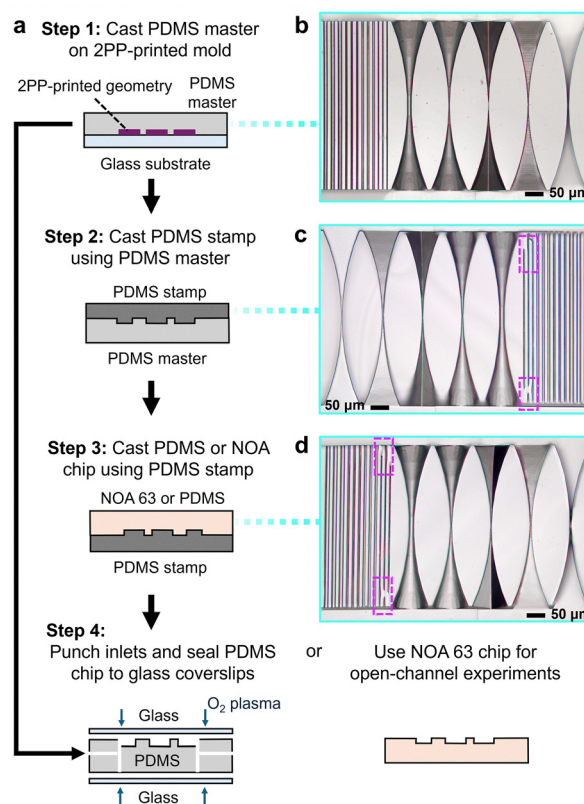 a
Step 1: Cast PDMS master
on 2PP-printed mold
2PP-printed geometry
PDMS
master
Glass substrate
b
50 µm
Step 2: Cast PDMS stamp
using PDMS master
PDMS stamp
PDMS master
c
50 µm
Step 3: Cast PDMS or NOA
chip using PDMS stamp
NOA 63 or PDMS
PDMS stamp
d
50 µm
Step 4:
Punch inlets and seal PDMS
chip to glass coverslips
or
Use NOA 63 chip for
open-channel experiments
Glass
O₂ plasma
PDMS
Glass